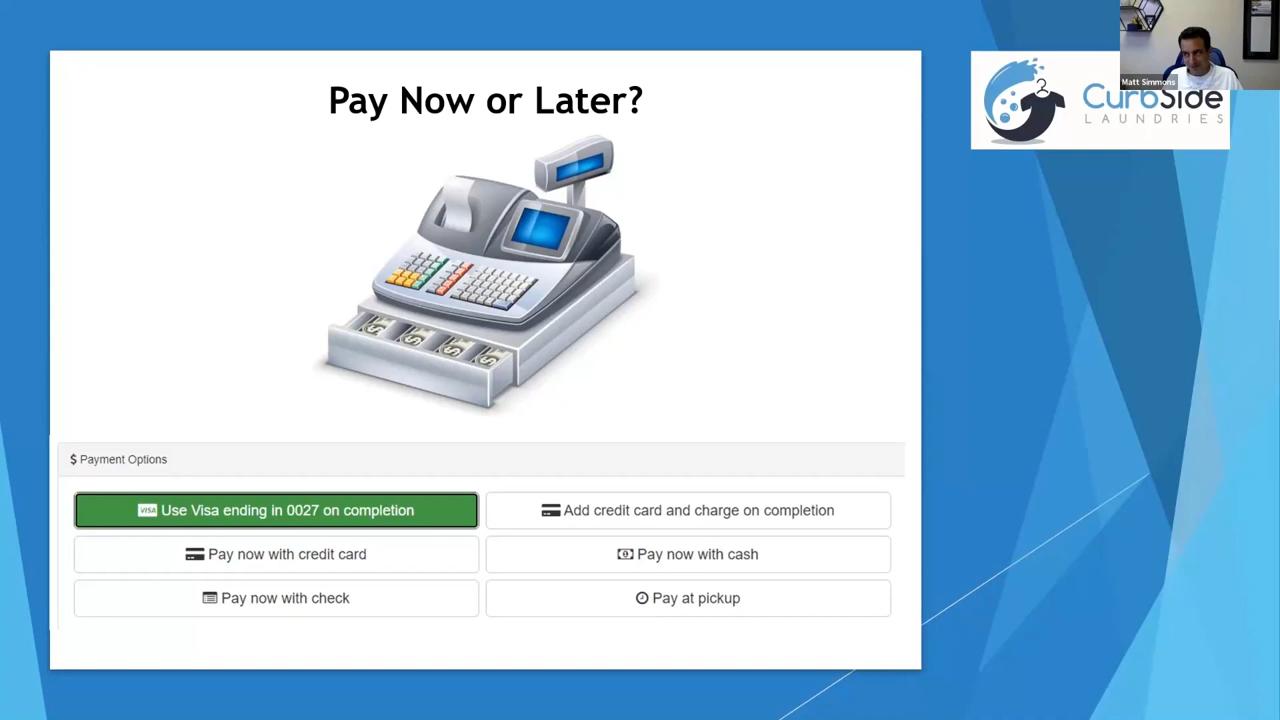 Pay Now or Later?
Matt Simmons
CurbSide
LAUNDRIES
$ Payment Options
VISA Use Visa ending in 0027 on completion
Add credit card and charge on completion
Pay now with credit card
Pay now with cash
Pay now with check
Pay at pickup